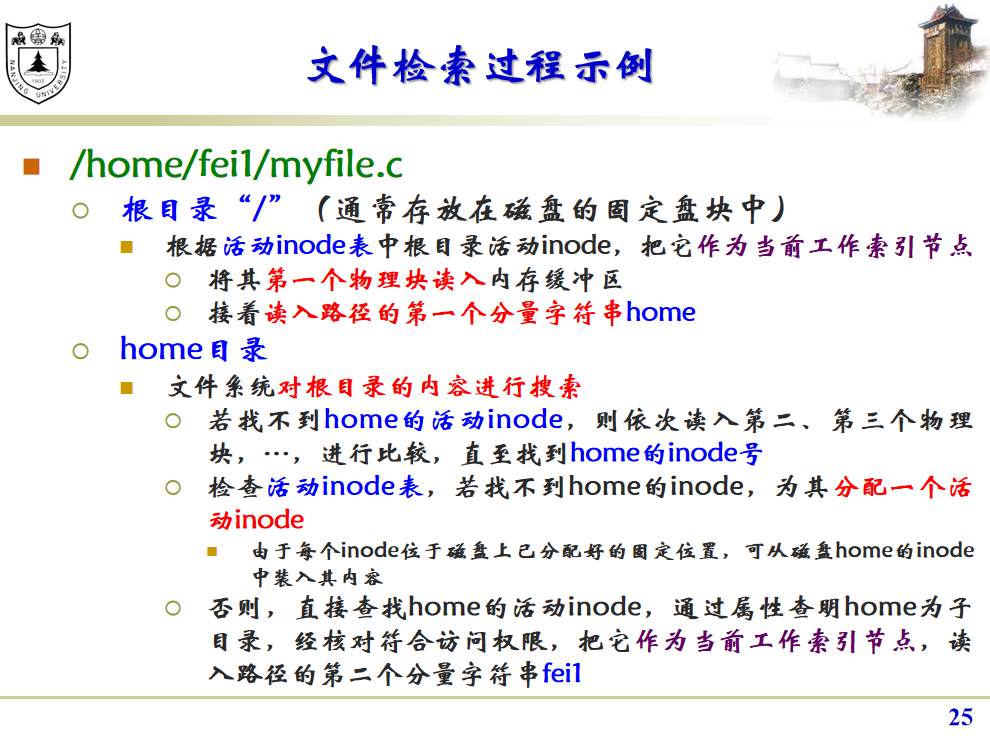 NANJING UNIVERSITY
1902
文件检索过程示例
/home/fei1/myfile.c
根目录“/”（通常存放在磁盘的固定盘块中）
根据活动inode表中根目录活动inode，把它作为当前工作索引节点
将其第一个物理块读入内存缓冲区
接着读入路径的第一个分量字符串home
home目录
文件系统对根目录的内容进行搜索
若找不到home的活动inode，则依次读入第二、第三个物理
块，…，进行比较，直至找到home的inode号
检查活动inode表，若找不到home的inode，为其分配一个活
动inode
由于每个inode位于磁盘上已分配好的固定位置，可从磁盘home的inode
中装入其内容
否则，直接查找home的活动inode，通过属性查明home为子
目录，经核对符合访问权限，把它作为当前工作索引节点，读
入路径的第二个分量字符串fei1
25